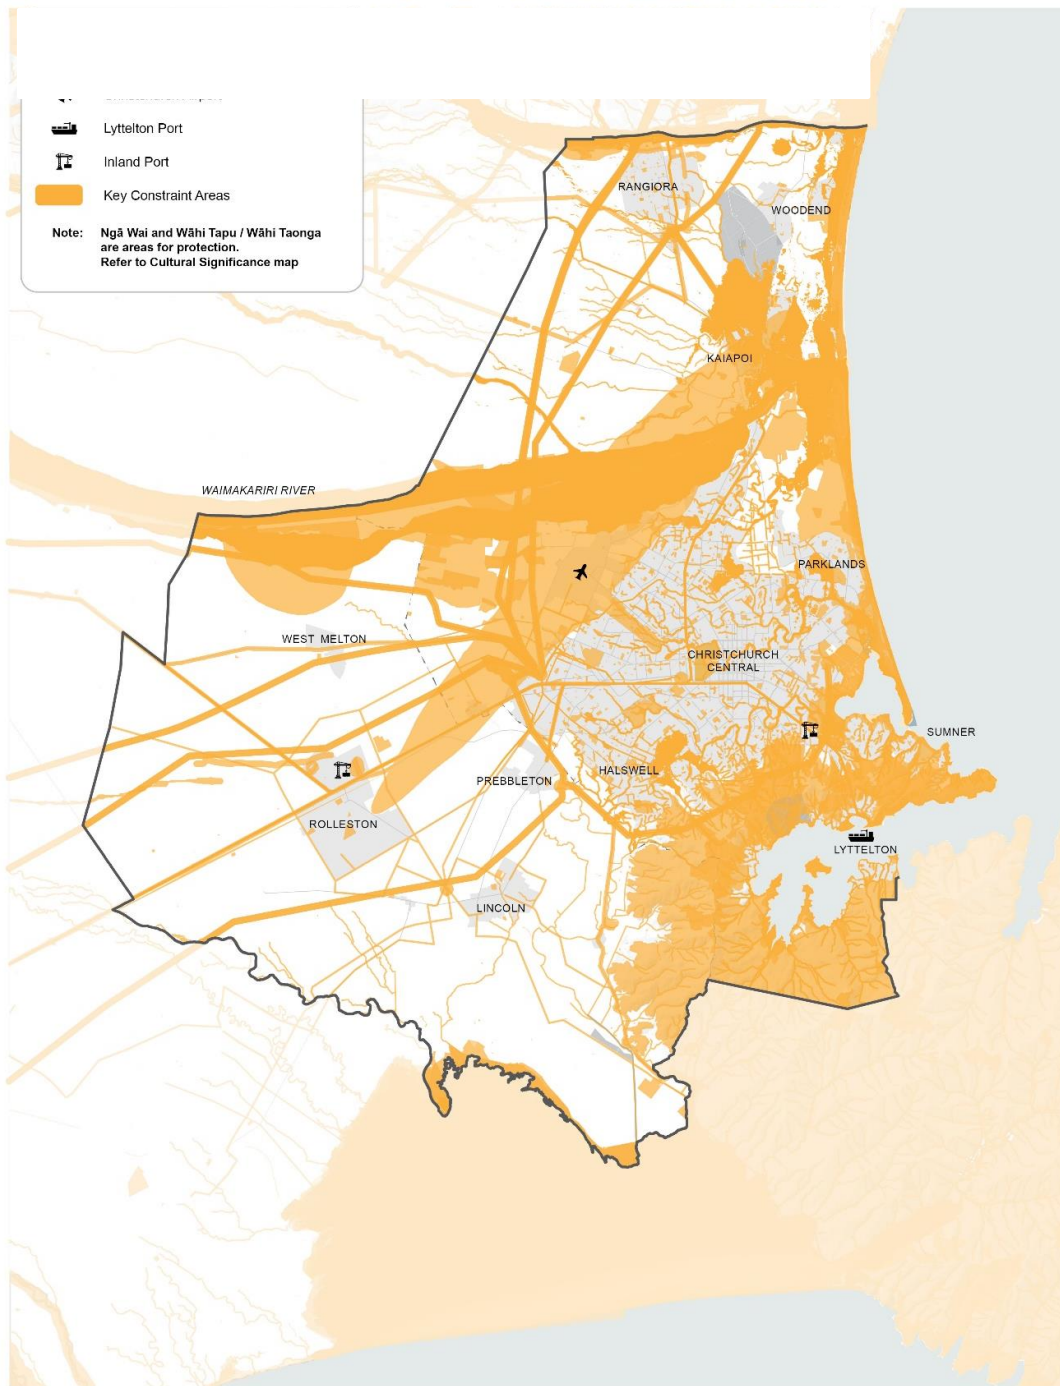 Lyttelton Port
Inland Port
Key Constraint Areas
Note: Ngā Wai and Wāhi Tapu / Wāhi Taonga
are areas for protection.
Refer to Cultural Significance map
RANGIORA
WOODEND
KAIAPOI
WAIMAKARIRI RIVER
PARKLANDS
WEST MELTON
CHRISTCHURCH
CENTRAL
SUMNER
HALSWELL
PREBBLETON
ROLLESTON
LYTTELTON
LINCOLN